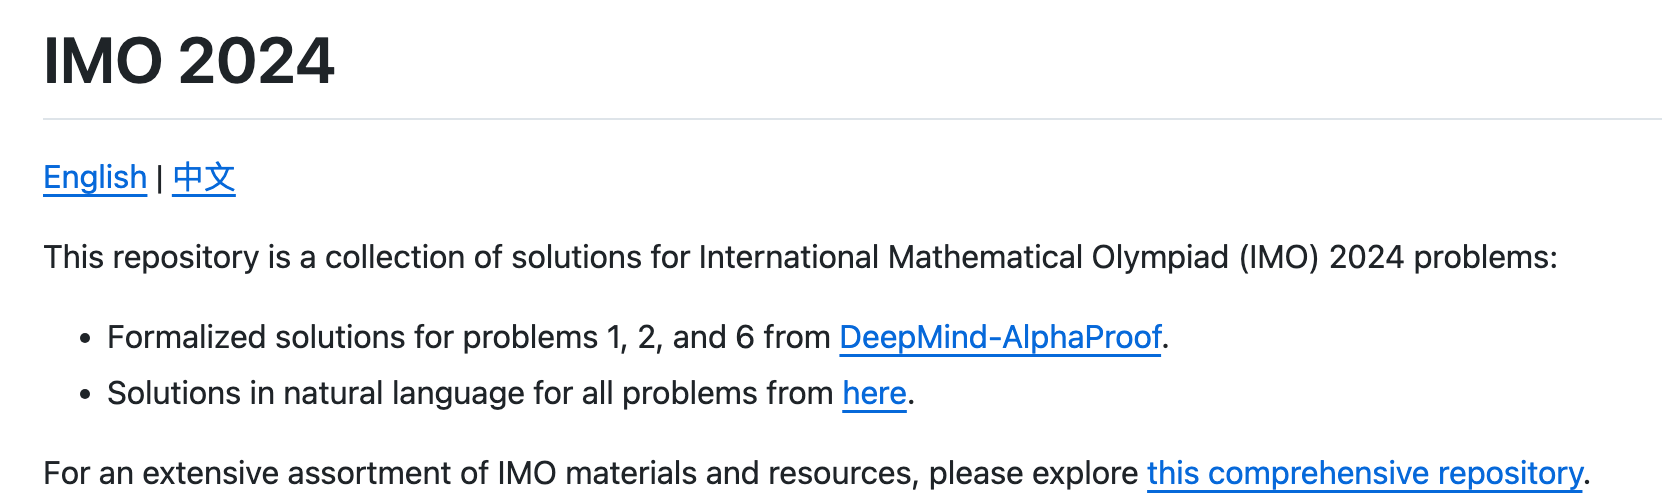 IMO 2024
English | 中文
This repository is a collection of solutions for International Mathematical Olympiad (IMO) 2024 problems:
• Formalized solutions for problems 1, 2, and 6 from DeepMind-AlphaProof.
• Solutions in natural language for all problems from here.
For an extensive assortment of IMO materials and resources, please explore this comprehensive repository.